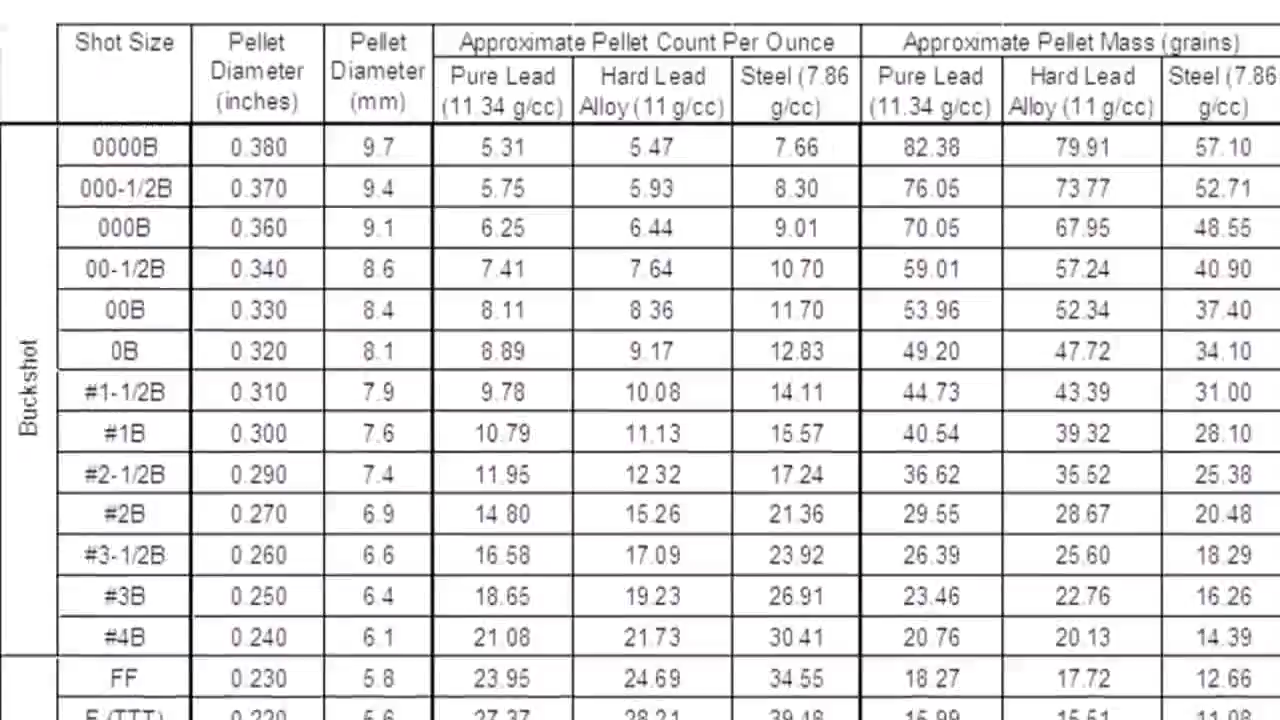 Shot Size Pellet Diameter (inches) Pellet Diameter (mm) Approximate Pellet Count Per Ounce Approximate Pellet Mass (grains)
Pure Lead (11.34 g/cc) Hard Lead Alloy (11 g/cc) Steel (7.86 g/cc) Pure Lead (11.34 g/cc) Hard Lead Alloy (11 g/cc) Steel (7.86 g/cc)
Buckshot
0000B 0.380 9.7 5.31 5.47 7.66 82.38 79.91 57.10
000-1/2B 0.370 9.4 5.75 5.93 8.30 76.05 73.77 52.71
000B 0.360 9.1 6.25 6.44 9.01 70.05 67.95 48.55
00-1/2B 0.340 8.6 7.41 7.64 10.70 59.01 57.24 40.90
00B 0.330 8.4 8.11 8.36 11.70 53.96 52.34 37.40
0B 0.320 8.1 8.89 9.17 12.83 49.20 47.72 34.10
#1-1/2B 0.310 7.9 9.78 10.08 14.11 44.73 43.39 31.00
#1B 0.300 7.6 10.79 11.13 15.57 40.54 39.32 28.10
#2-1/2B 0.290 7.4 11.95 12.32 17.24 36.62 35.52 25.38
#2B 0.270 6.9 14.80 15.26 21.36 29.55 28.67 20.48
#3-1/2B 0.260 6.6 16.58 17.09 23.92 26.39 25.60 18.29
#3B 0.250 6.4 18.65 19.23 26.91 23.46 22.76 16.26
#4B 0.240 6.1 21.08 21.73 30.41 20.76 20.13 14.39
FF 0.230 5.8 23.95 24.69 34.55 18.27 17.72 12.66